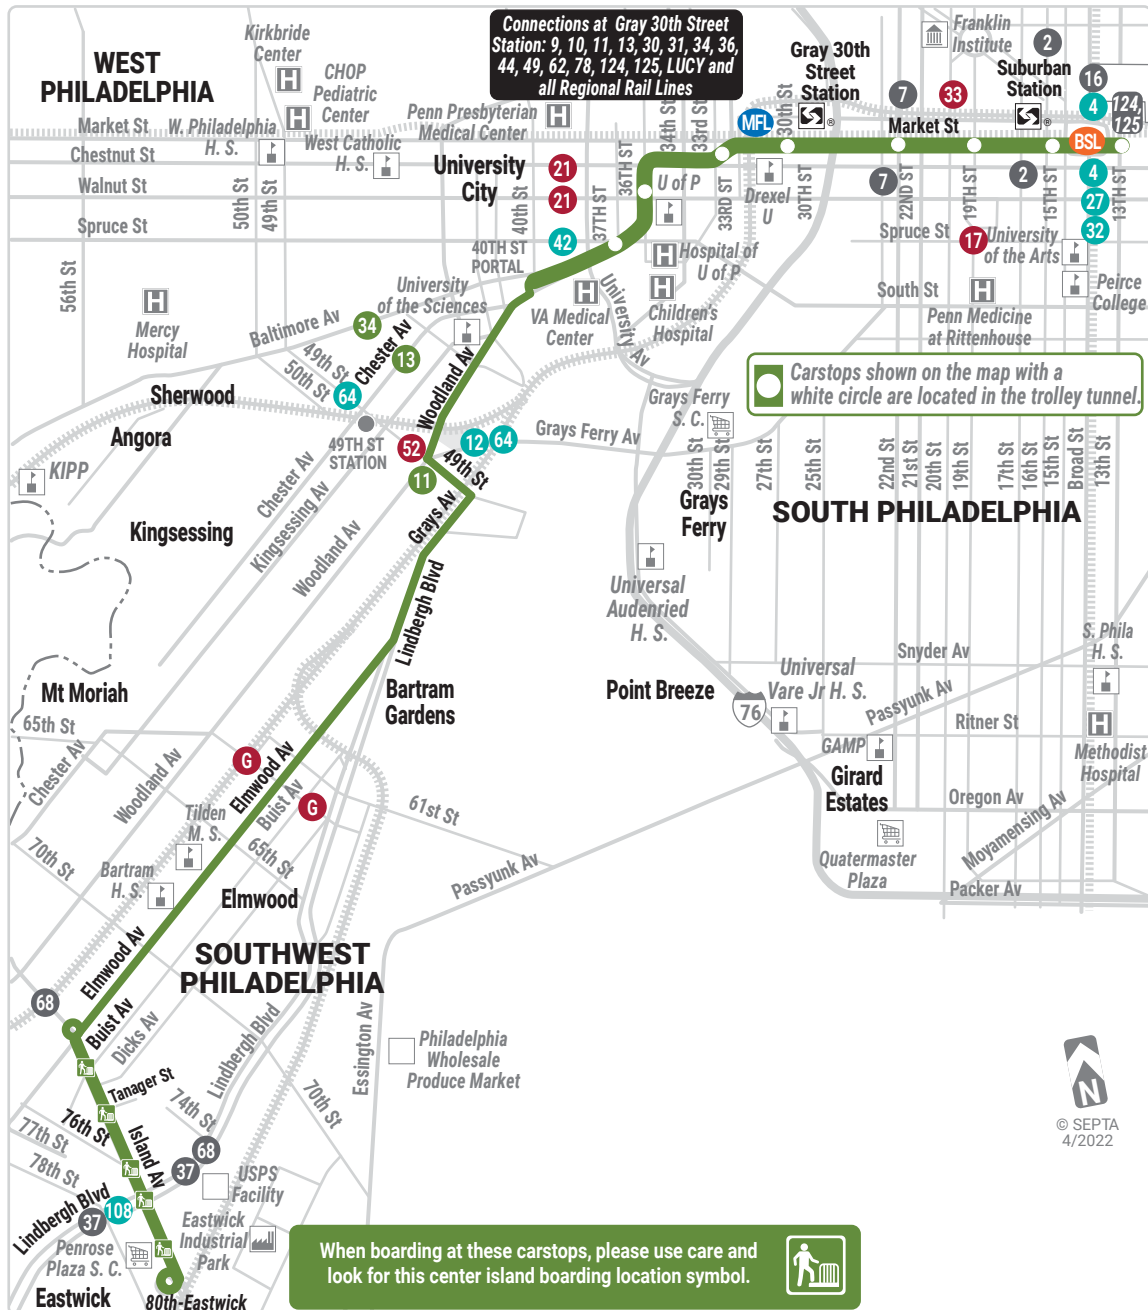 Connections at Gray 30th Street
Station: 9, 10, 11, 13, 30, 31, 34, 36,
44, 49, 62, 78, 124, 125, LUCY and
all Regional Rail Lines
Kirkbride
Center
WEST
PHILADELPHIA
CHOP
Pediatric
Center
Penn Presbyterian
Medical Center
34th St
33rd St
30th St
Gray 30th
Street
Station
®
Franklin
Institute
2
Suburban
Station
®
16
4
124
125
7
33
MFL
Market St
Market St
W. Philadelphia
H. S.
West Catholic
H. S.
BSL
Chestnut St
University
City
21
36TH ST
U of P
Drexel
U
7
2
4
Walnut St
21
27
50th St
49th St
40th St
37TH ST
33RD ST
30TH ST
22ND ST
19TH ST
15TH ST
13TH ST
Spruce St
42
Spruce St
17
University
of the Arts
32
40TH ST
PORTAL
Hospital of
U of P
56th St
University
of the Sciences
University Av
South St
Peirce
College
Mercy
Hospital
VA Medical
Center
Children's
Hospital
Penn Medicine
at Rittenhouse
Baltimore Av
34
Chester Av
13
49th St
50th St
64
Woodland Av
Carstops shown on the map with a
white circle are located in the trolley tunnel.
Sherwood
Grays Ferry
S. C.
Angora
49TH ST
STATION
52
12
64
Grays Ferry Av
KIPP
11
49th St
30th St
29th St
27th St
25th St
22nd St
21st St
20th St
19th St
17th St
16th St
15th St
Broad St
13th St
Chester Av
Kingsessing Av
Woodland Av
Grays Av
Grays
Ferry
SOUTH PHILADELPHIA
Kingsessing
Lindbergh Blvd
Universal
Audenried
H. S.
Snyder Av
S. Phila
H. S.
Mt Moriah
Bartram
Gardens
Point Breeze
Universal
Vare Jr H. S.
76
Passyunk Av
65th St
Ritner St
Chester Av
Woodland Av
G
Elmwood Av
Buist Av
GAMP
Methodist
Hospital
Girard
Estates
G
61st St
Oregon Av
Tilden
M. S.
70th St
65th St
Moyamensing Av
Bartram
H. S.
Passyunk Av
Quatermaster
Plaza
Packer Av
Elmwood
Elmwood Av
SOUTHWEST
PHILADELPHIA
68
Buist Av
Dicks Av
Lindbergh Blvd
Essington Av
Philadelphia
Wholesale
Produce Market
Tanager St
74th St
70th St
N
© SEPTA
4/2022
76th St
77th St
Island Av
78th St
68
37
USPS
Facility
Lindbergh Blvd
108
37
Eastwick
Industrial
Park
Penrose
Plaza S. C.
When boarding at these carstops, please use care and
look for this center island boarding location symbol.
Eastwick
80th-Eastwick